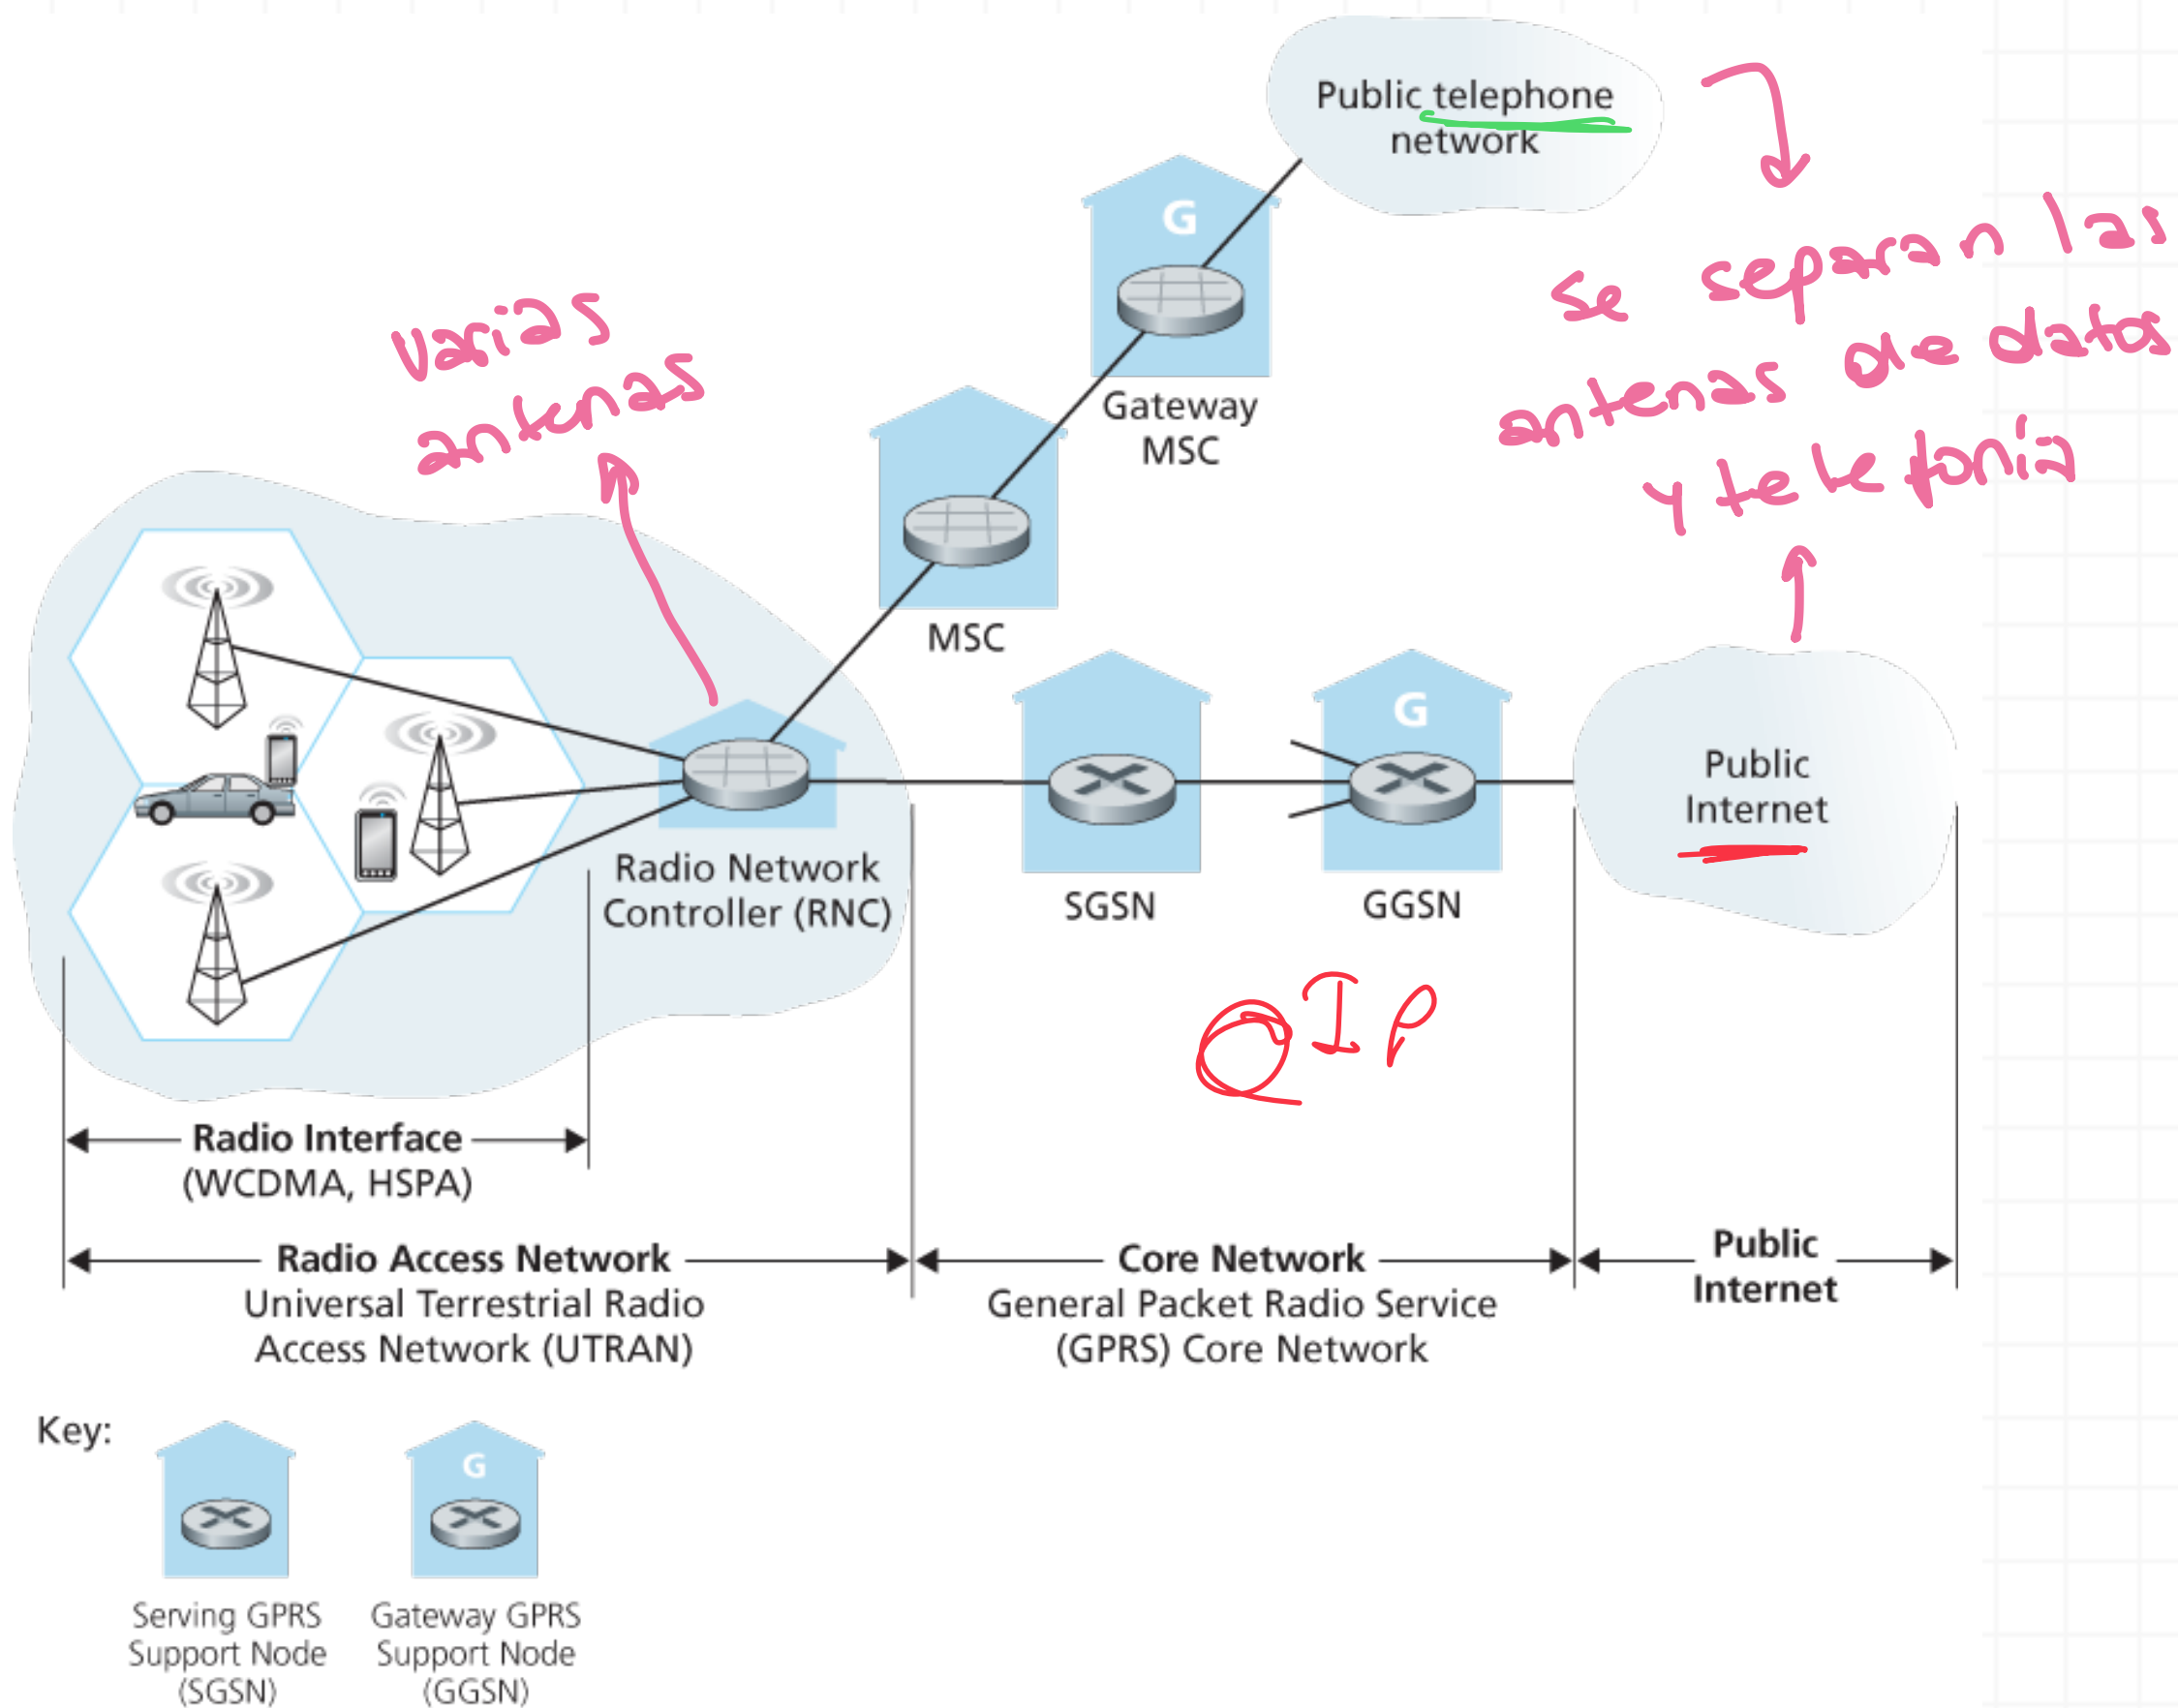 Public telephone
network
se separan las
antenas de datos
y telefonía
varias
antenas
G
Gateway
MSC
MSC
G
Public
Internet
Radio Network
Controller (RNC)
SGSN
GGSN
IP
Radio Interface
(WCDMA, HSPA)
Radio Access Network
Universal Terrestrial Radio
Access Network (UTRAN)
Core Network
General Packet Radio Service
(GPRS) Core Network
Public
Internet
Key:
G
Serving GPRS
Support Node
(SGSN)
Gateway GPRS
Support Node
(GGSN)